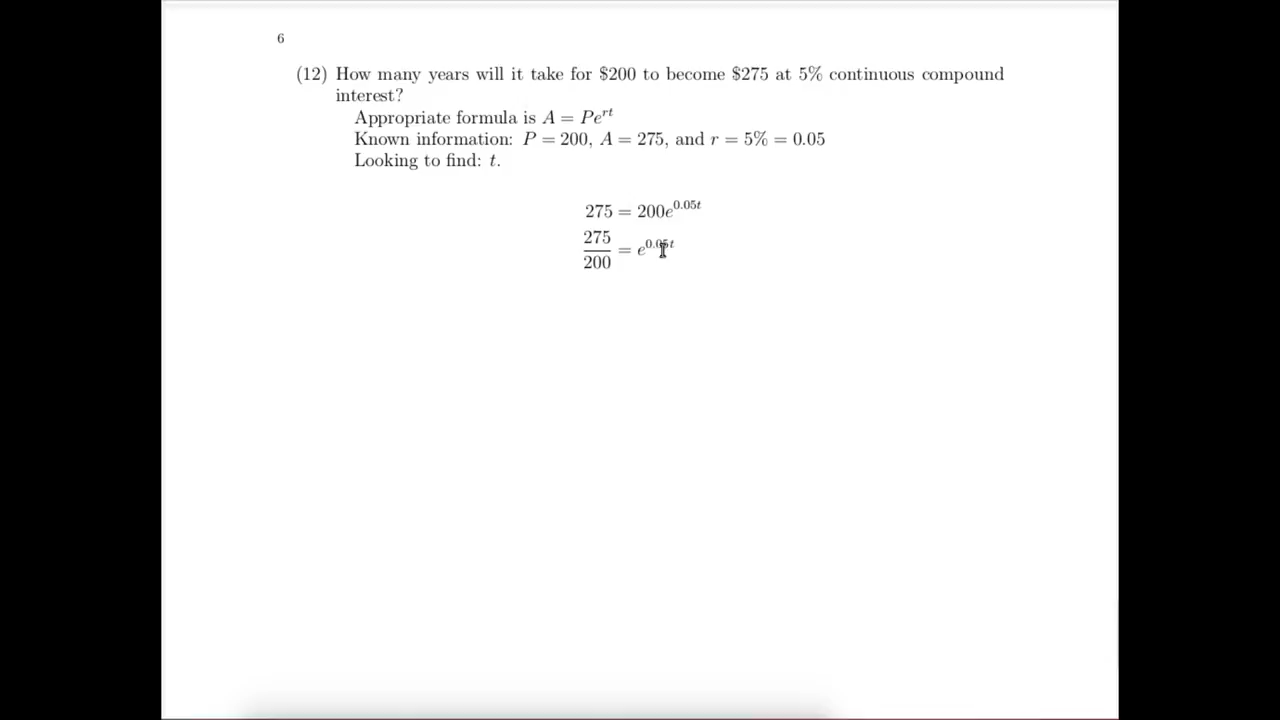 6
(12) How many years will it take for $200 to become $275 at 5% continuous compound
interest?
Appropriate formula is A = Pe^{rt}
Known information: P = 200, A = 275, and r = 5% = 0.05
Looking to find: t.
275 = 200e^{0.05t}
\frac{275}{200} = e^{0.05t}